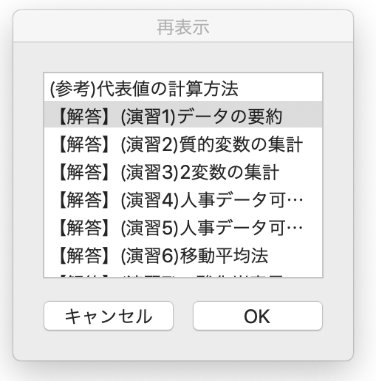 再表示
(参考)代表値の計算方法
【解答】(演習1)データの要約
【解答】(演習2)質的変数の集計
【解答】(演習3)2変数の集計
【解答】(演習4)人事データ可…
【解答】(演習5)人事データ可…
【解答】(演習6)移動平均法
キャンセル
OK